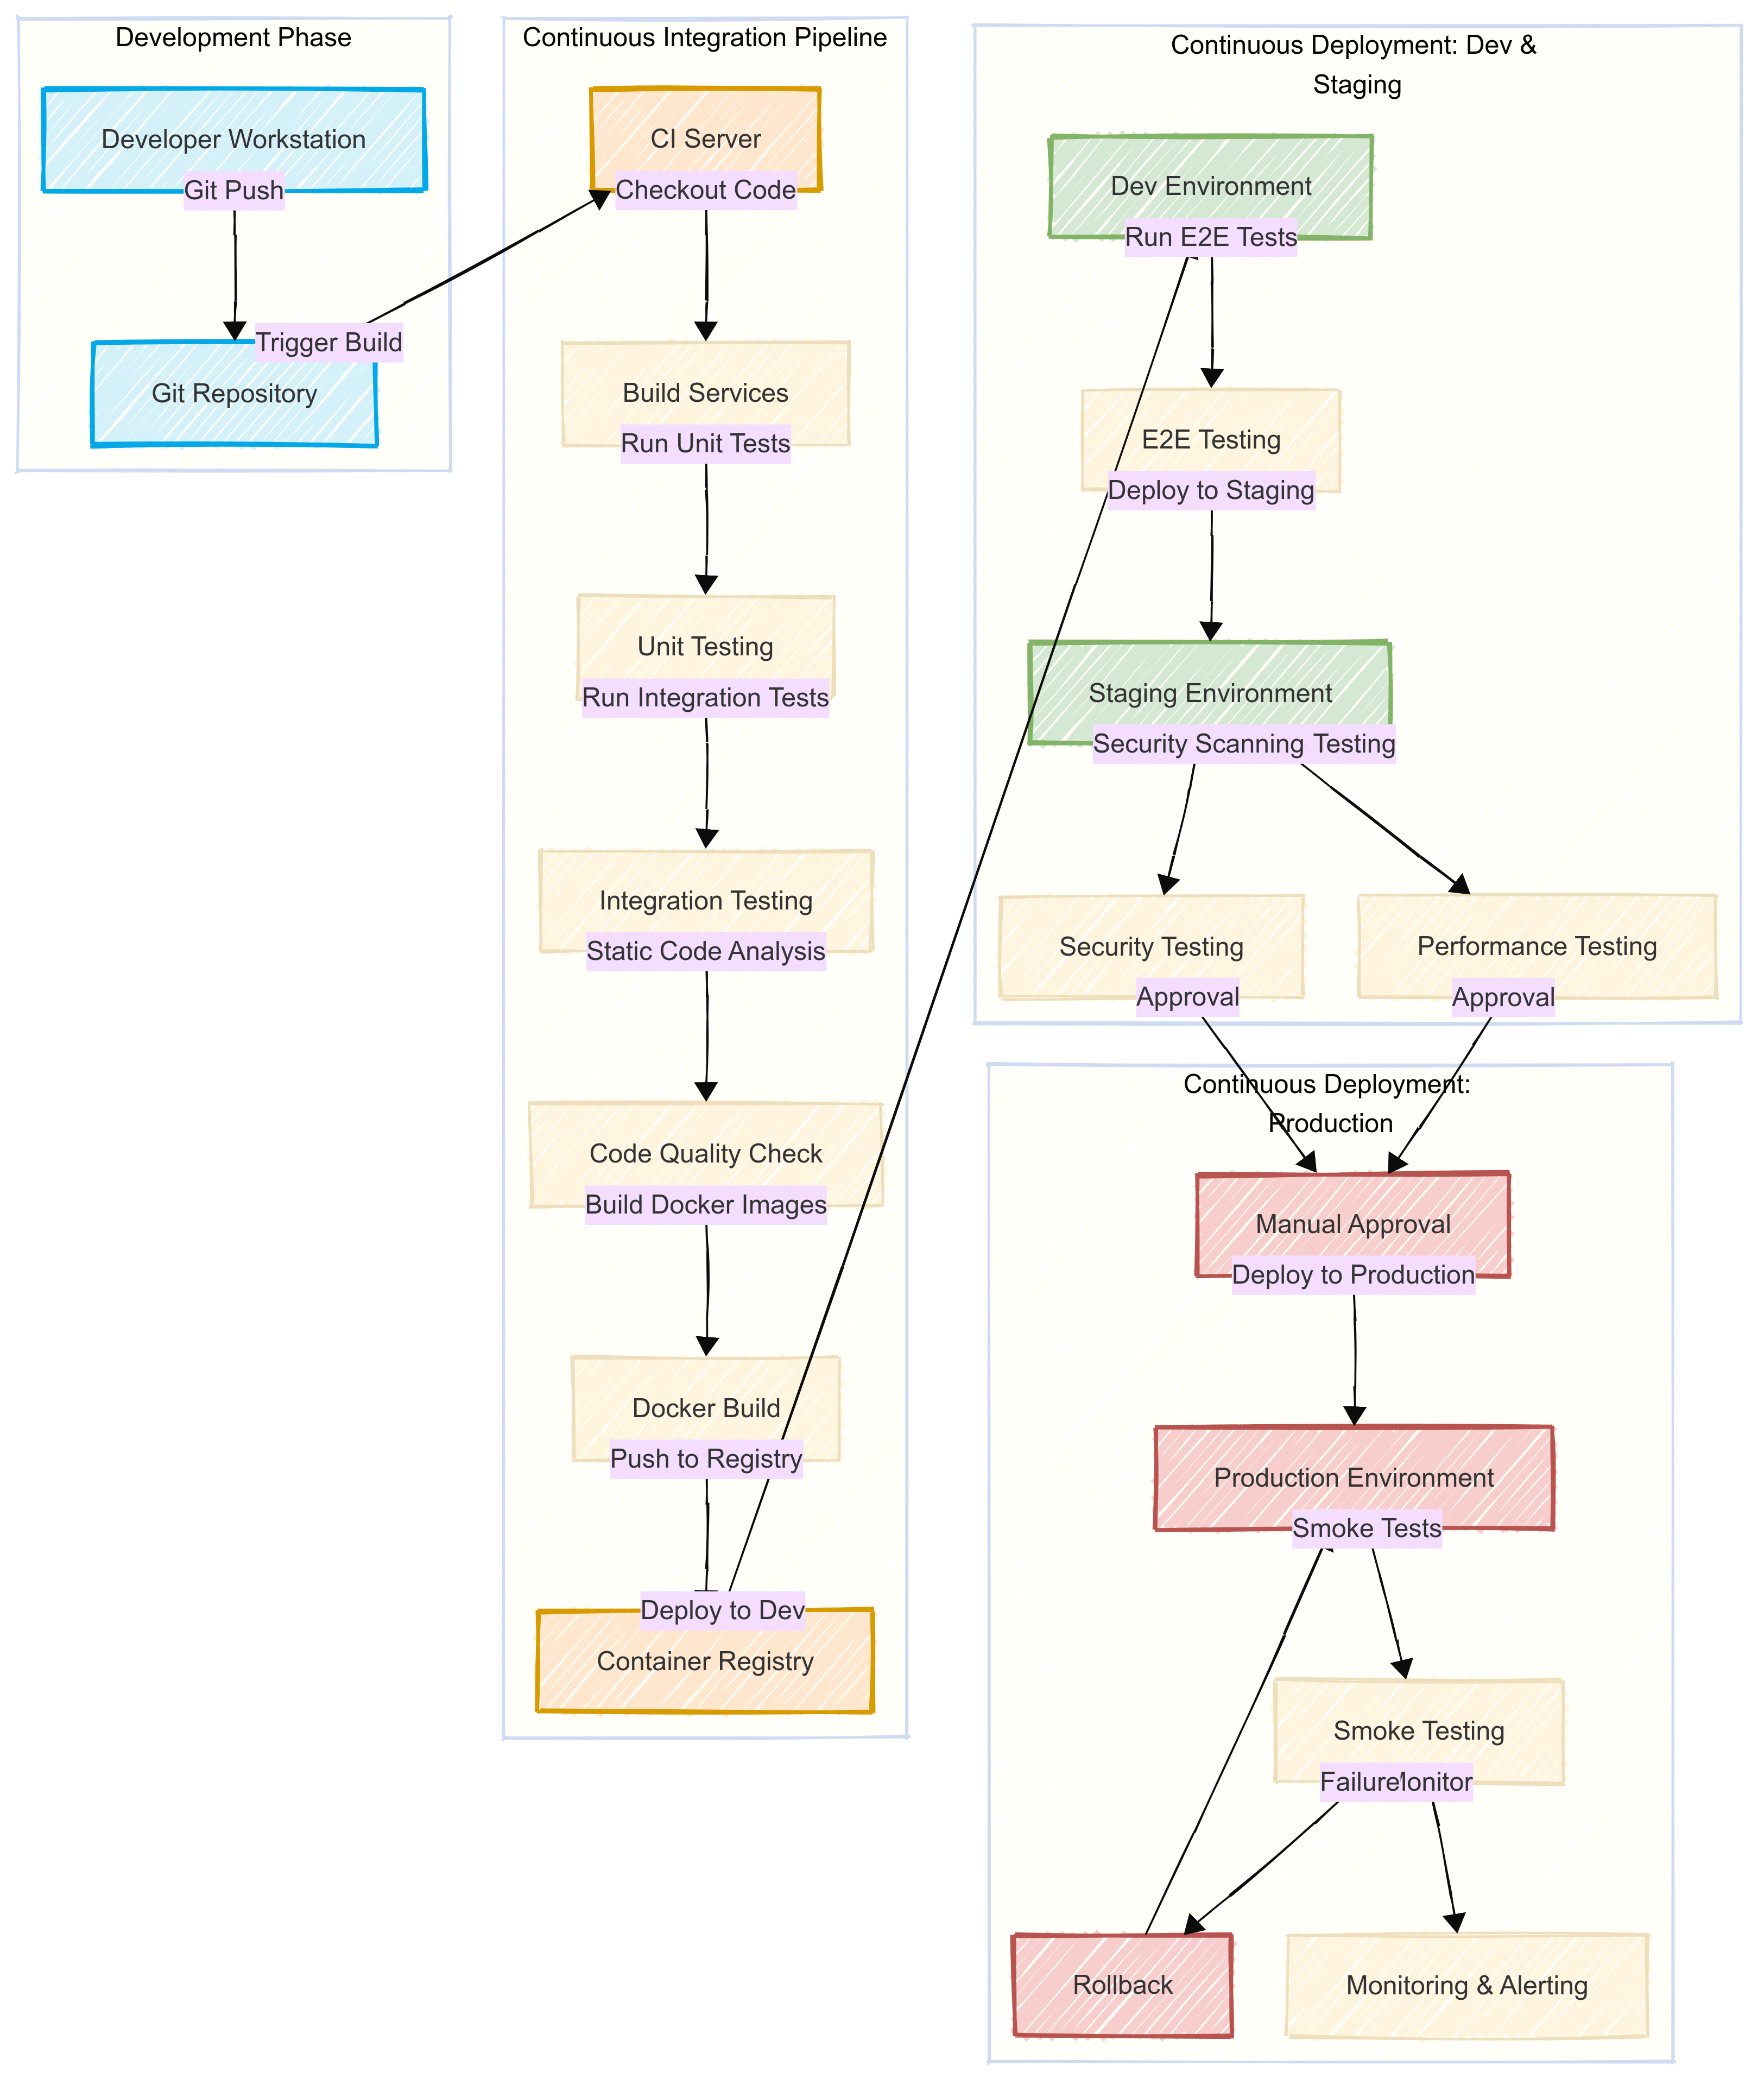 Development Phase
Developer Workstation
Git Push
Trigger Build
Git Repository
Continuous Integration Pipeline
CI Server
Checkout Code
Build Services
Run Unit Tests
Unit Testing
Run Integration Tests
Integration Testing
Static Code Analysis
Code Quality Check
Build Docker Images
Docker Build
Push to Registry
Deploy to Dev
Container Registry
Continuous Deployment: Dev &
Staging
Dev Environment
Run E2E Tests
E2E Testing
Deploy to Staging
Staging Environment
Security Scanning Testing
Security Testing
Performance Testing
Approval
Approval
Continuous Deployment:
Production
Manual Approval
Deploy to Production
Production Environment
Smoke Tests
Smoke Testing
Failure
Rollback
Monitoring & Alerting